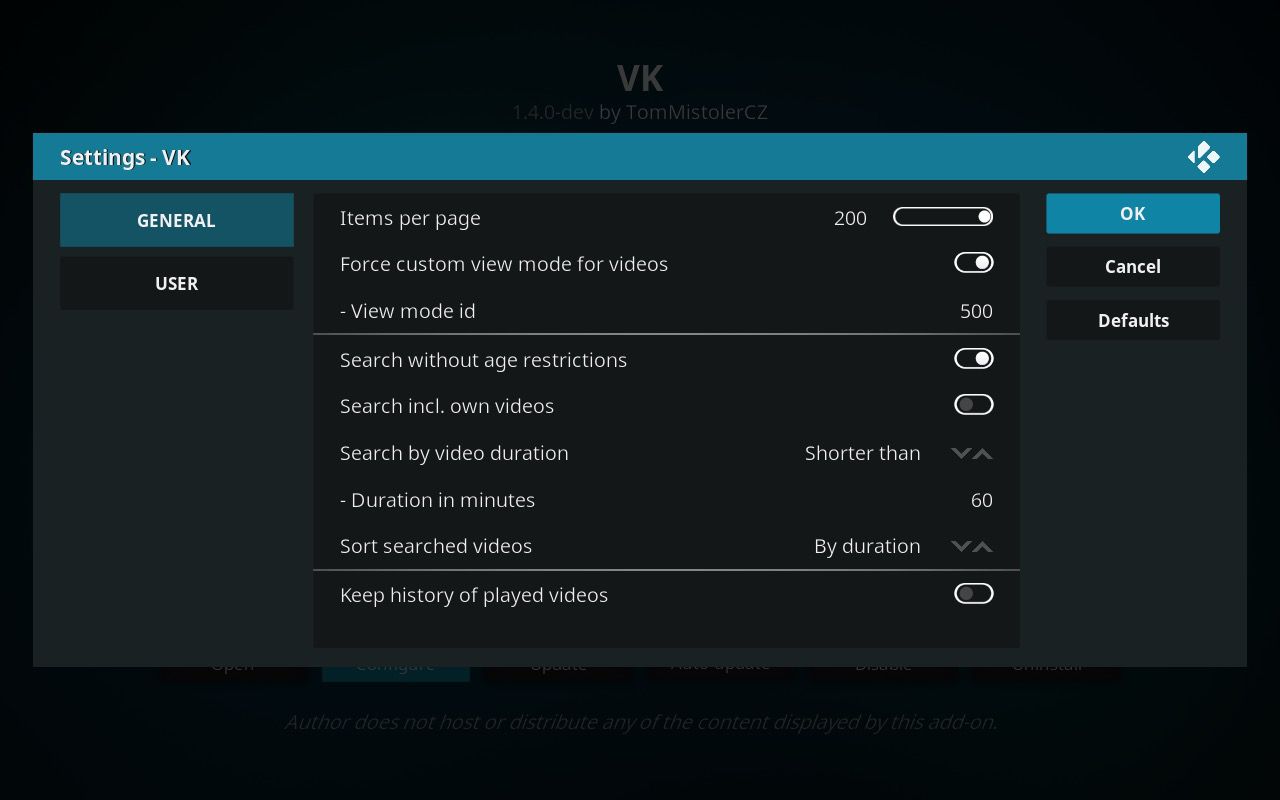 VK
1.4.0-dev by TomMistolerCZ
Settings - VK
GENERAL
USER
Items per page 200
Force custom view mode for videos
- View mode id 500
Search without age restrictions
Search incl. own videos
Search by video duration Shorter than
- Duration in minutes 60
Sort searched videos By duration
Keep history of played videos
OK
Cancel
Defaults
Open Configure Update Auto-update Disable Uninstall
Author does not host or distribute any of the content displayed by this add-on.